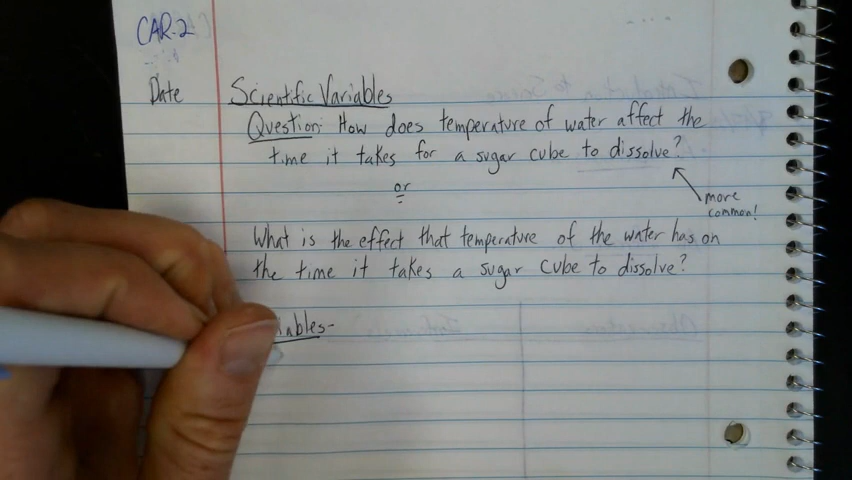 CAR-2
Date Scientific Variables
Question: How does temperature of water affect the
time it takes for a sugar cube to dissolve?
or
more
common!
What is the effect that temperature of the water has on
the time it takes a sugar cube to dissolve?
iables-